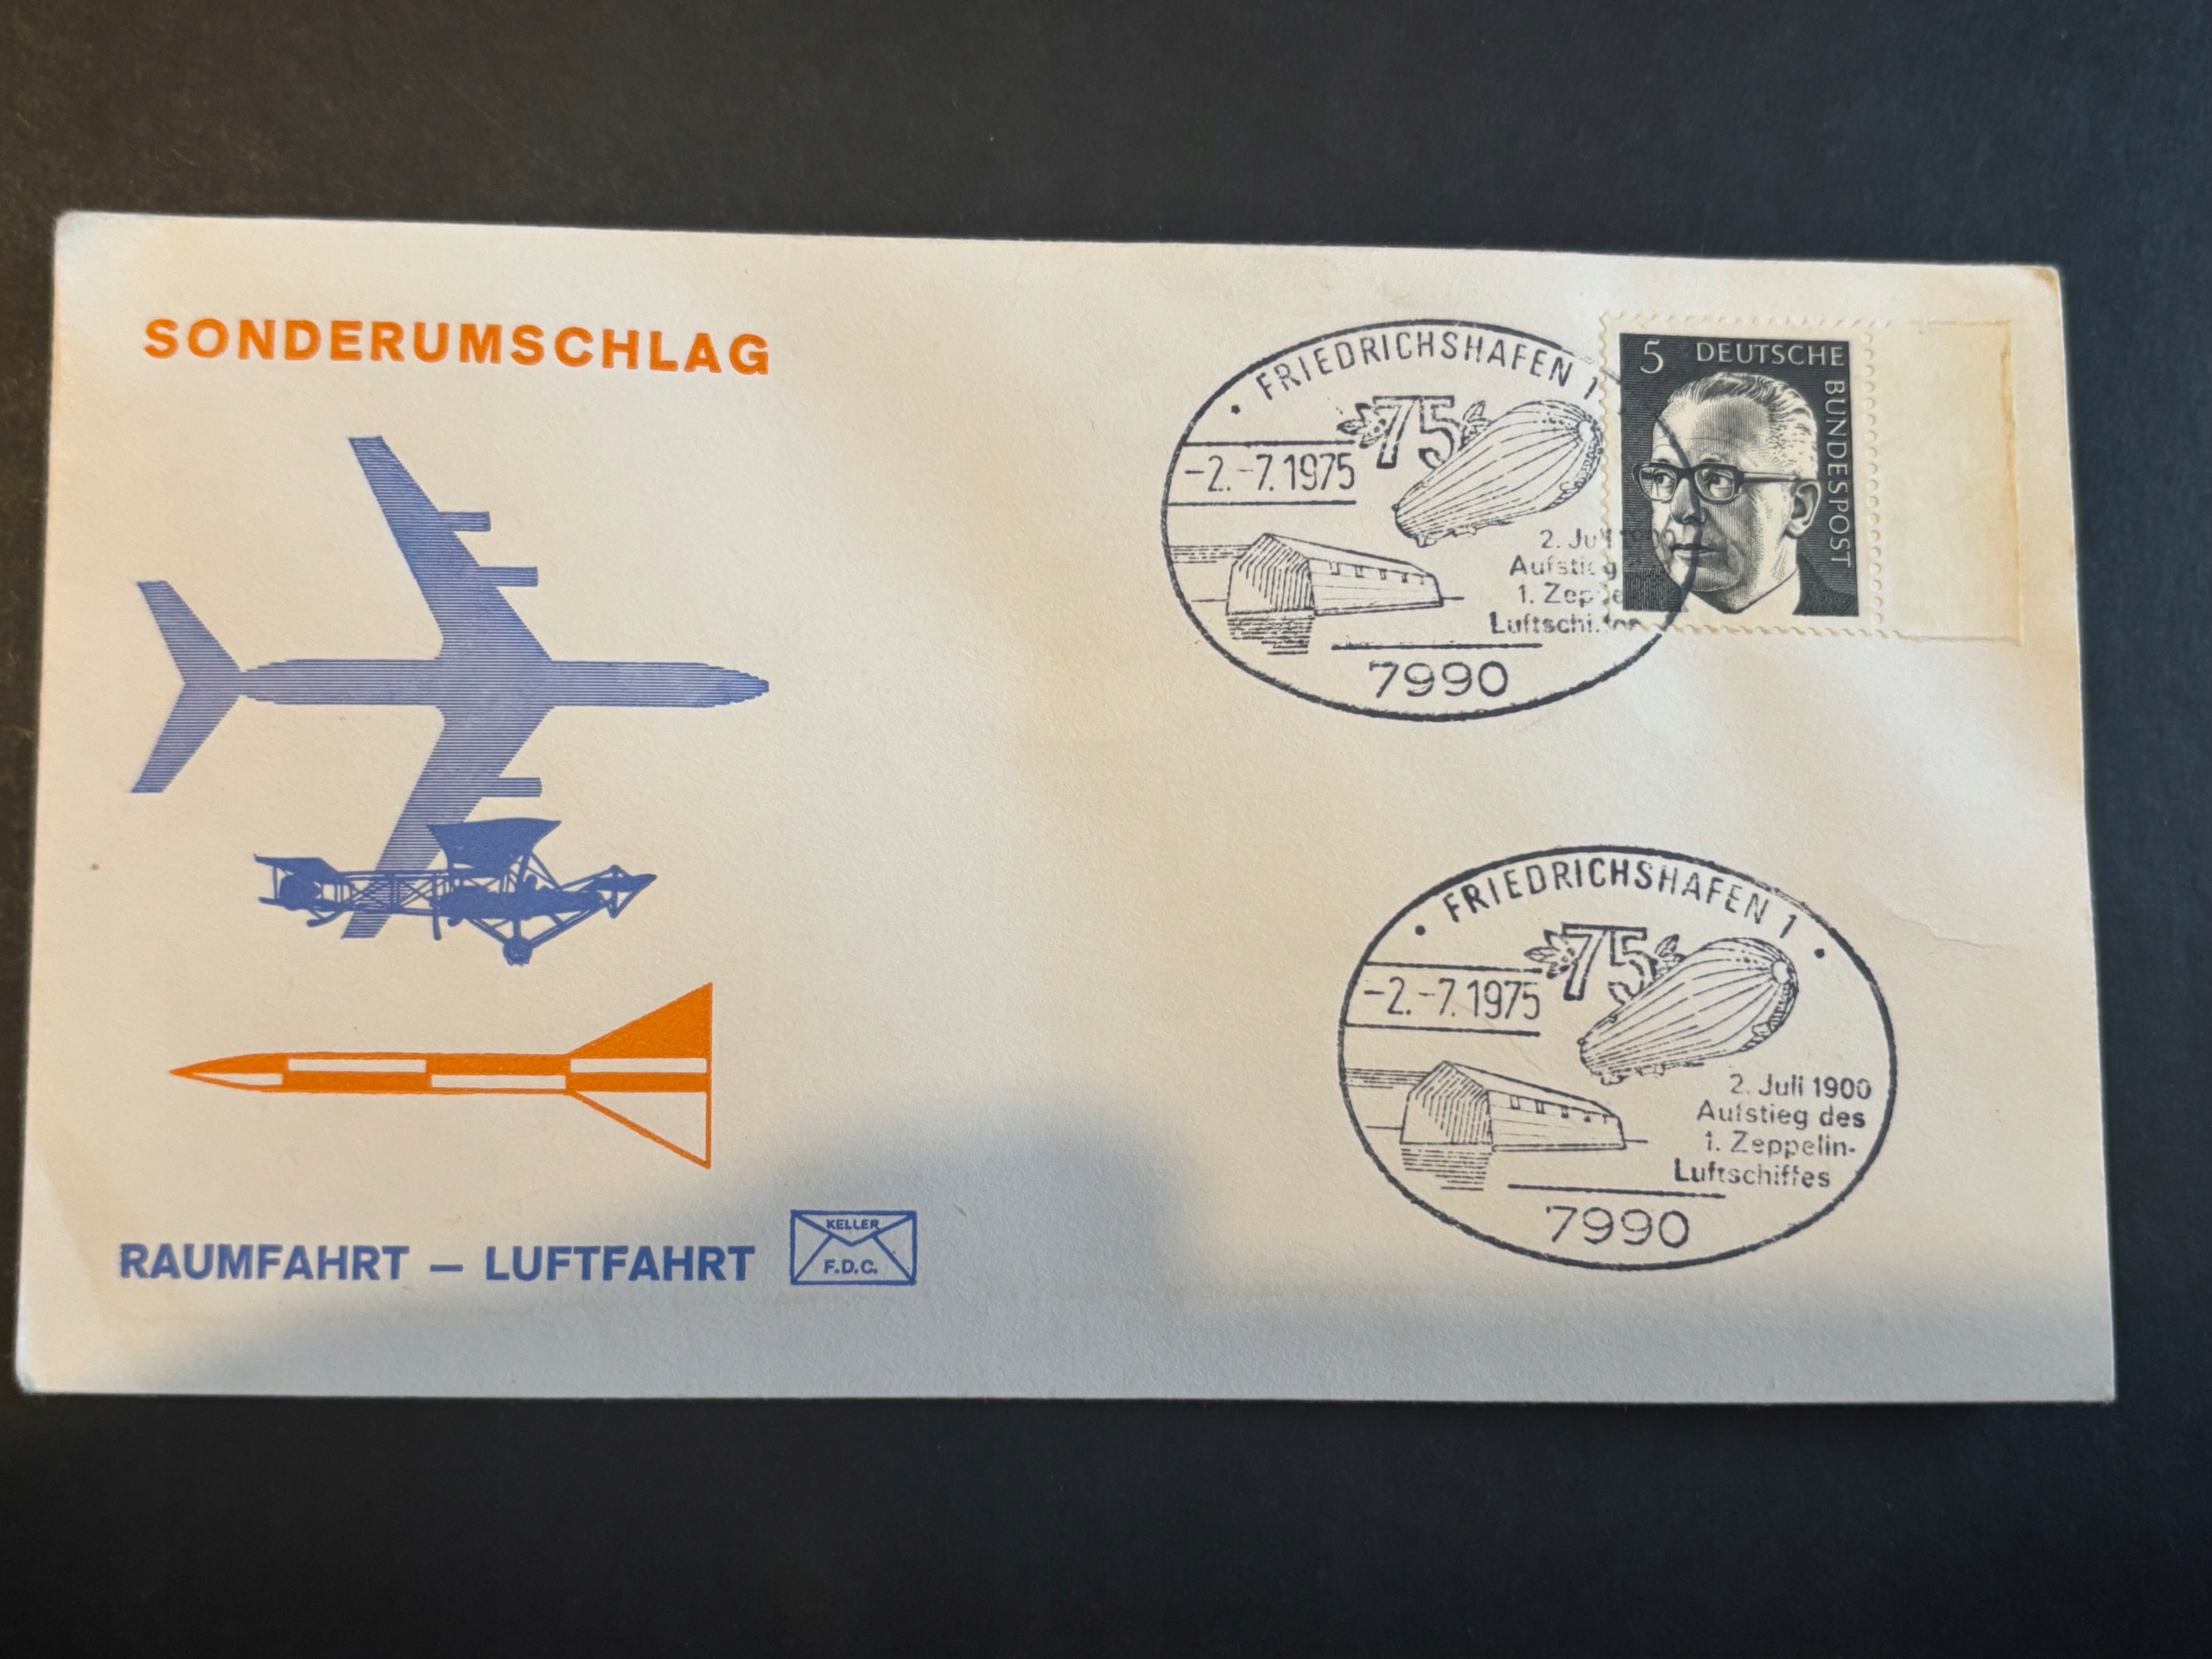 SONDERUMSCHLAG
FRIEDRICHSHAFEN 1
75
-2.-7.1975
2. Juli
Aufstieg
1.
7990
5 DEUTSCHE
BUNDESPOST
FRIEDRICHSHAFEN 1
75
-2.-7.1975
2. Juli 1900
Aufstieg des
1. Zeppelin-
Luftschiffes
7990
RAUMFAHRT – LUFTFAHRT
KELLER
F.D.C.